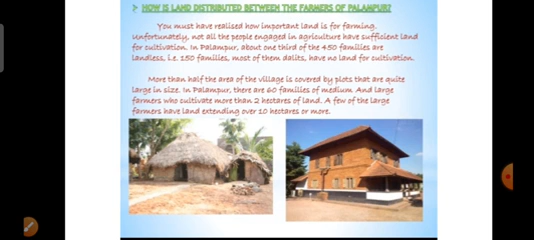 ➢ HOW IS LAND DISTRIBUTED BETWEEN THE FARMERS OF PALAMPUR?
You must have realised how important land is for farming.
Unfortunately, not all the people engaged in agriculture have sufficient land
for cultivation. In Palampur, about one third of the 450 families are
landless, i.e. 150 families, most of them dalits, have no land for cultivation.
More than half the area of the village is covered by plots that are quite
large in size. In Palampur, there are 60 families of medium And large
farmers who cultivate more than 2 hectares of land. A few of the large
farmers have land extending over 10 hectares or more.